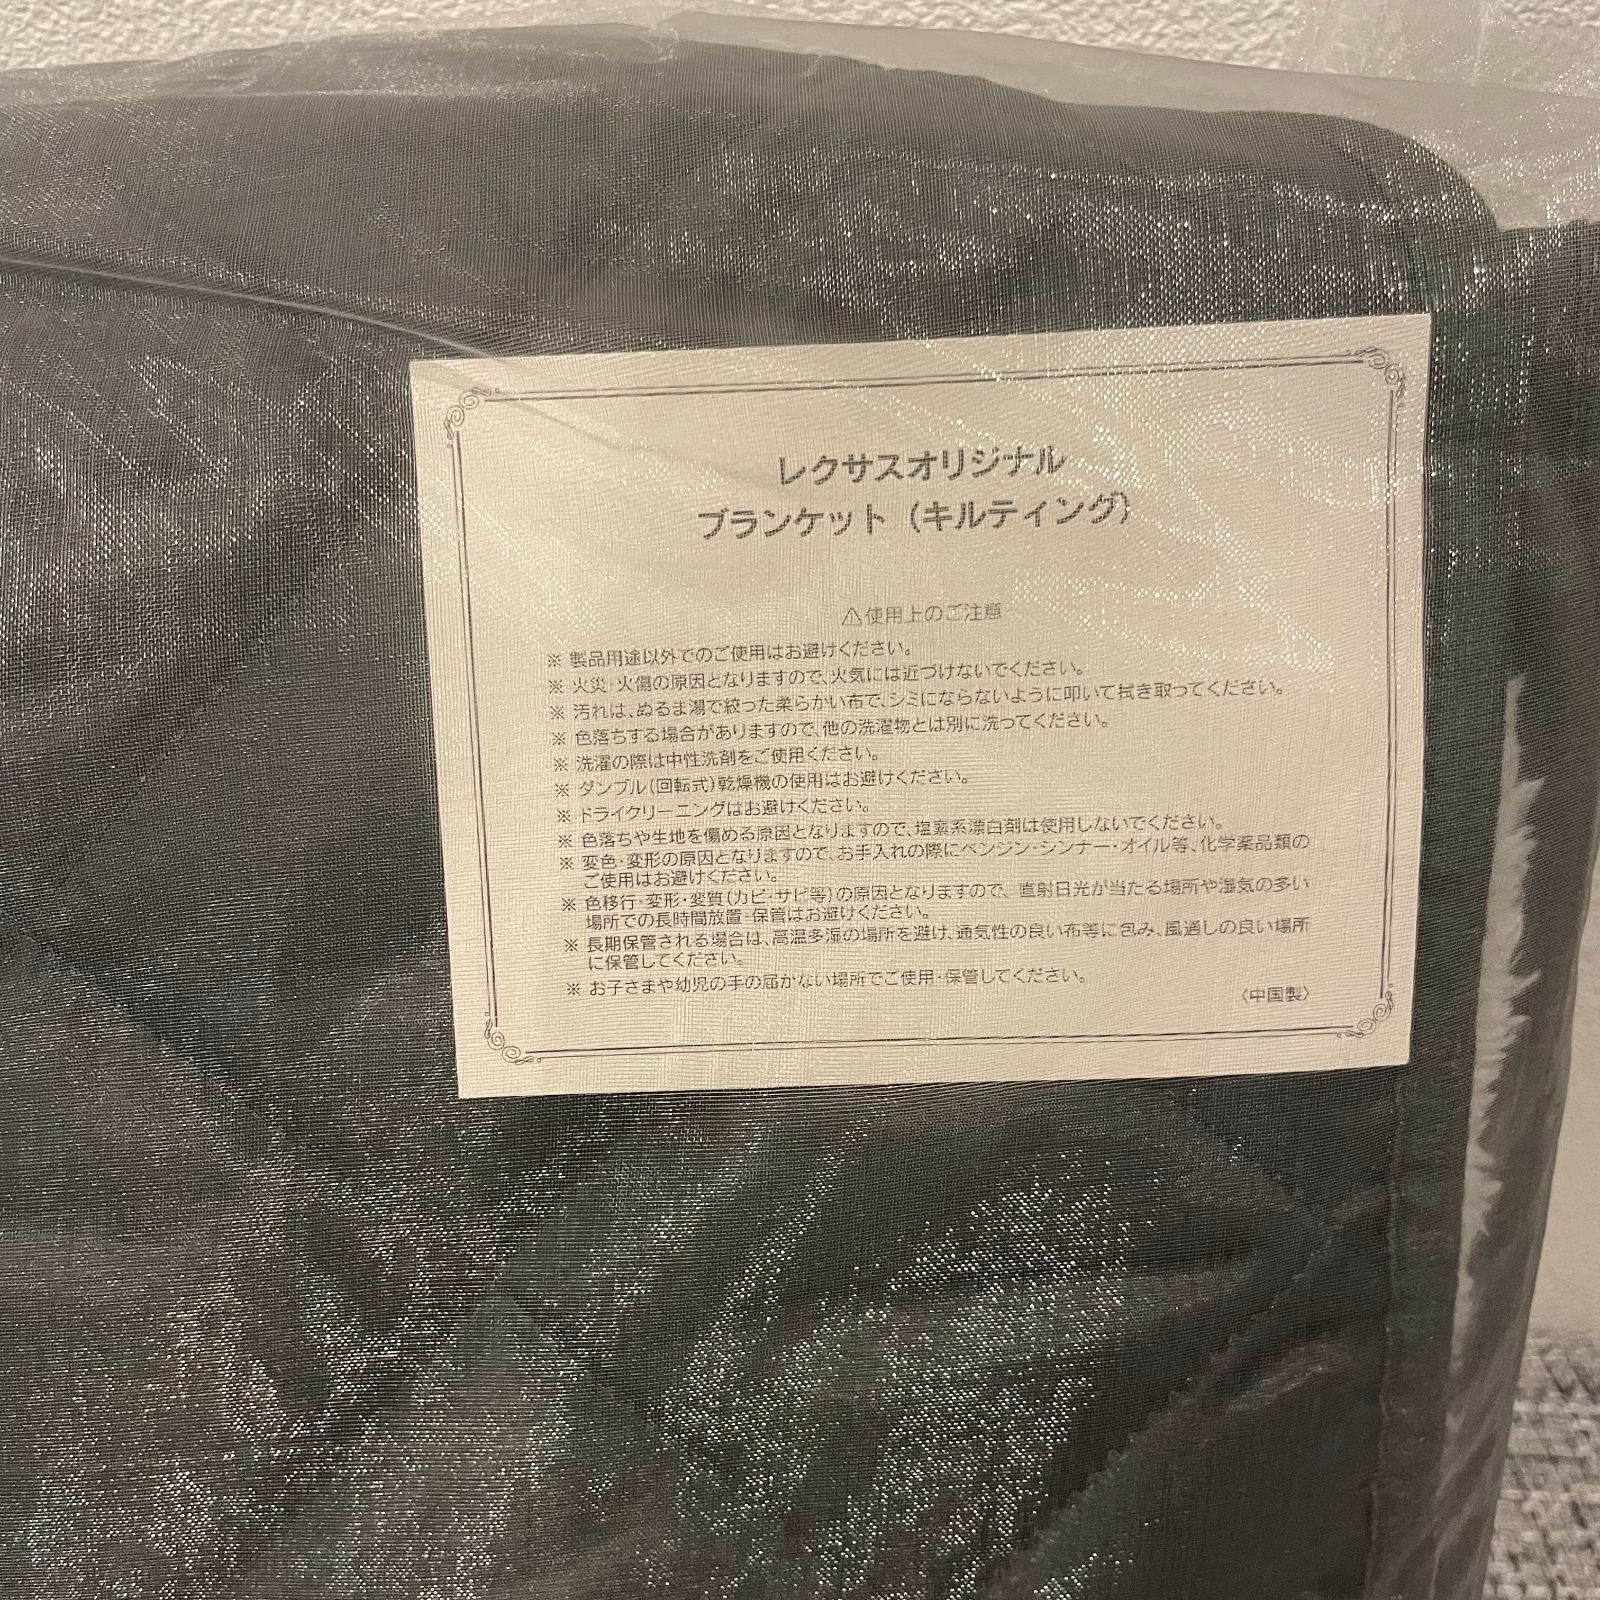 レクサスオリジナル
ブランケット（キルティング）
⚠使用上のご注意
※ 製品用途以外でのご使用はお避けください。
※ 火災・火傷の原因となりますので、火気には近づけないでください。
※ 汚れは、ぬるま湯で絞った柔らかい布で、シミにならないように叩いて拭き取ってください。
※ 色落ちする場合がありますので、他の洗濯物とは別に洗ってください。
※ 洗濯の際は中性洗剤をご使用ください。
※ タンブル（回転式）乾燥機の使用はお避けください。
※ ドライクリーニングはお避けください。
※ 色落ちや生地を傷める原因となりますので、塩素系漂白剤は使用しないでください。
※ 変色・変形の原因となりますので、お手入れの際にベンジン・シンナー・オイル等、化学薬品類の
ご使用はお避けください。
※ 色移行・変形・変質（カビ・サビ等）の原因となりますので、直射日光が当たる場所や湿気の多い
場所での長時間放置・保管はお避けください。
※ 長期保管される場合は、高温多湿の場所を避け、通気性の良い布等に包み、風通しの良い場所
に保管してください。
※ お子さまや幼児の手の届かない場所でご使用・保管してください。
〈中国製〉